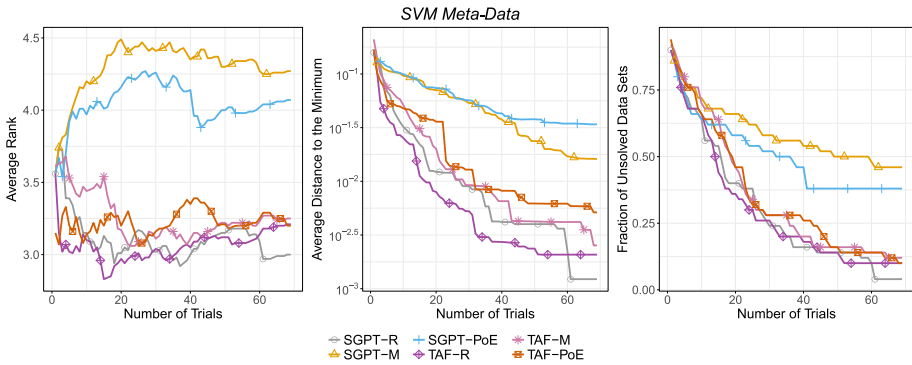 SVM Meta-Data
Average Rank
4.5
4.0
3.5
3.0
0 20 40 60
Number of Trials
Average Distance to the Minimum
10−1
10−1.5
10−2
10−2.5
10−3
0 20 40 60
Number of Trials
Fraction of Unsolved Data Sets
0.75
0.50
0.25
0.00
0 20 40 60
Number of Trials
SGPT−R SGPT−PoE TAF−M
SGPT−M TAF−R TAF−PoE